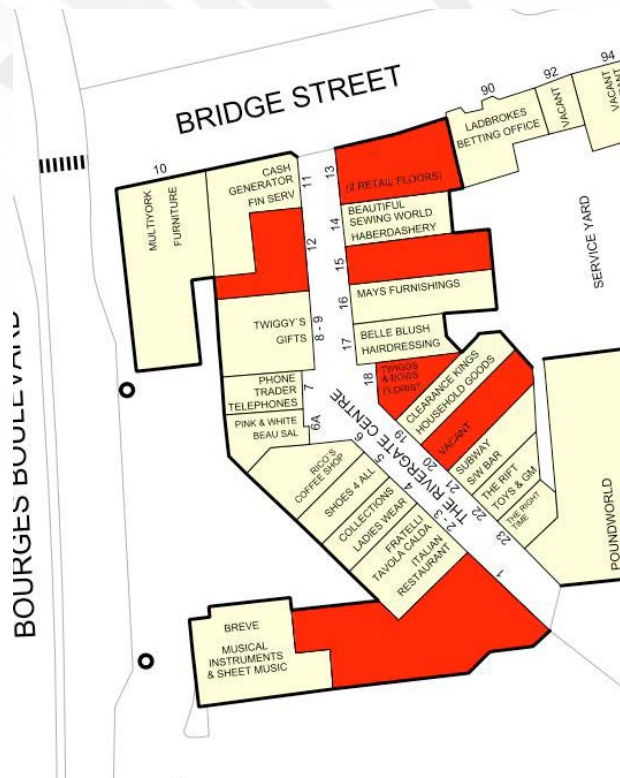 BRIDGE STREET
94
92
90
VACANT
VACANT
VACANT
LADBROKES
BETTING OFFICE
10
MULTIYORK
FURNITURE
CASH
GENERATOR
FIN SERV
11
13
(2 RETAIL FLOORS)
BEAUTIFUL
SEWING WORLD
HABERDASHERY
14
12
15
SERVICE YARD
16
MAYS FURNISHINGS
TWIGGY`S
GIFTS
8 - 9
17
BELLE BLUSH
HAIRDRESSING
PHONE
TRADER
TELEPHONES
7
18
TWIGGS
& BOWS
FLORIST
CLEARANCE KINGS
HOUSEHOLD GOODS
19
PINK & WHITE
BEAU SAL
6A
THE RIVERGATE CENTRE
VACANT
20
SUBWAY
S/W BAR
21
THE RIFT
TOYS & GM
22
THE RIGHT
TIME
23
6
RICO`S
COFFEE SHOP
5
SHOES 4 ALL
4
COLLECTIONS
LADIES WEAR
2 - 3
FRATELLI
TAVOLA CALDA
ITALIAN
RESTAURANT
1
POUNDWORLD
BOURGES BOULEVARD
BREVE
MUSICAL
INSTRUMENTS
& SHEET MUSIC